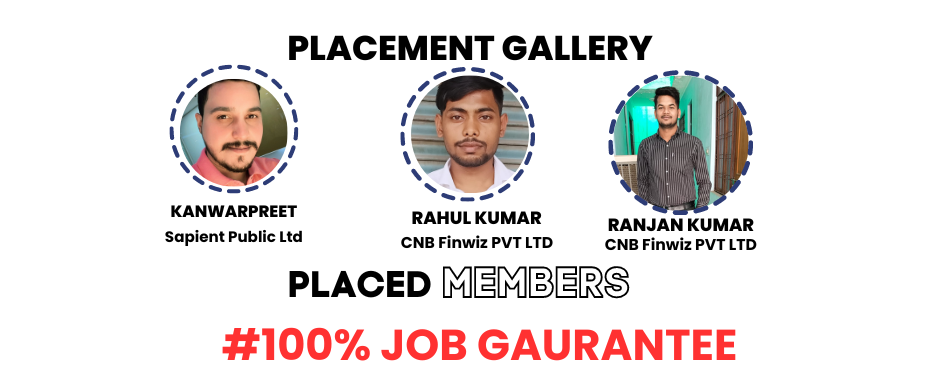 PLACEMENT GALLERY
KANWARPREET
Sapient Public Ltd
RAHUL KUMAR
CNB Finwiz PVT LTD
RANJAN KUMAR
CNB Finwiz PVT LTD
PLACED MEMBERS
#100% JOB GAURANTEE